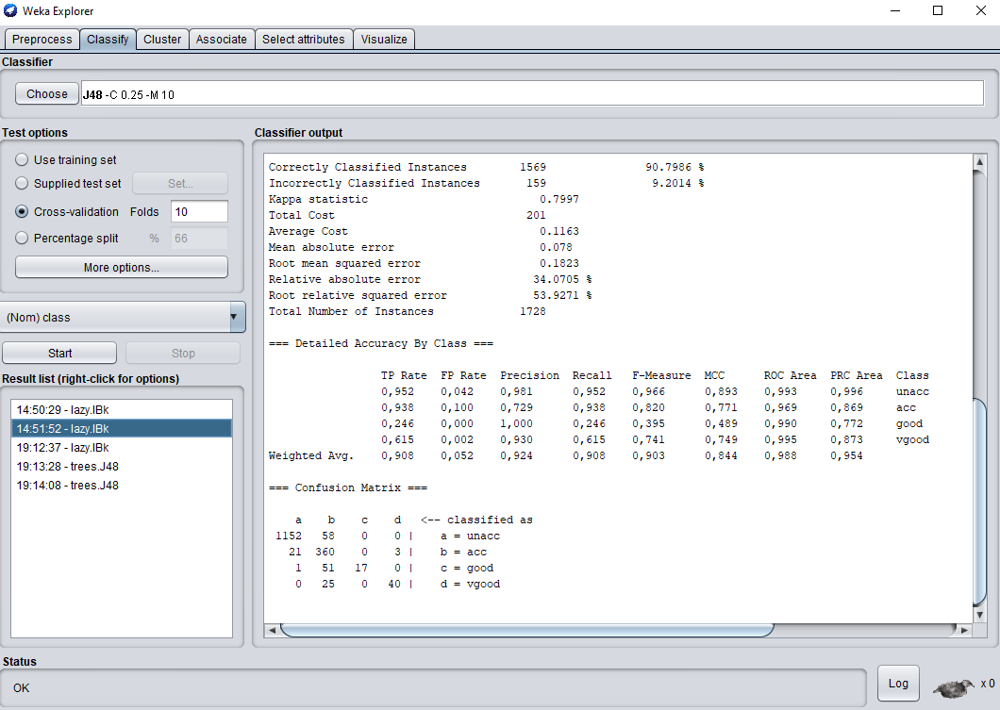 Weka Explorer
Preprocess Classify Cluster Associate Select attributes Visualize
Classifier
Choose J48 -C 0.25 -M 10
Test options
Use training set
Supplied test set Set...
Cross-validation Folds 10
Percentage split % 66
More options...
(Nom) class
Start Stop
Result list (right-click for options)
14:50:29 - lazy.IBk
14:51:52 - lazy.IBk
19:12:37 - lazy.IBk
19:13:28 - trees.J48
19:14:08 - trees.J48
Classifier output
Correctly Classified Instances 1569 90.7986 %
Incorrectly Classified Instances 159 9.2014 %
Kappa statistic 0.7997
Total Cost 201
Average Cost 0.1163
Mean absolute error 0.078
Root mean squared error 0.1823
Relative absolute error 34.0705 %
Root relative squared error 53.9271 %
Total Number of Instances 1728
=== Detailed Accuracy By Class ===
TP Rate FP Rate Precision Recall F-Measure MCC ROC Area PRC Area Class
0,952 0,042 0,981 0,952 0,966 0,893 0,993 0,996 unacc
0,938 0,100 0,729 0,938 0,820 0,771 0,969 0,869 acc
0,246 0,000 1,000 0,246 0,395 0,489 0,990 0,772 good
0,615 0,002 0,930 0,615 0,741 0,749 0,995 0,873 vgood
Weighted Avg. 0,908 0,052 0,924 0,908 0,903 0,844 0,988 0,954
=== Confusion Matrix ===
a b c d <-- classified as
1152 58 0 0 | a = unacc
21 360 0 3 | b = acc
1 51 17 0 | c = good
0 25 0 40 | d = vgood
Status
OK
Log x 0